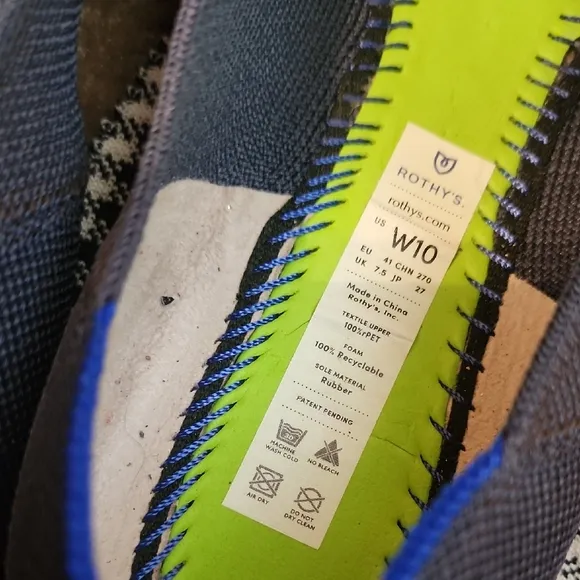 ROTHY'S.
rothys.com
US W10
EU 41 CHN 270
UK 7.5 JP 27
Made in China
Rothy's, Inc.
TEXTILE UPPER
100%rPET
FOAM
100% Recyclable
SOLE MATERIAL
Rubber
PATENT PENDING
20
MACHINE WASH COLD
NO BLEACH
AIR DRY
DO NOT DRY CLEAN